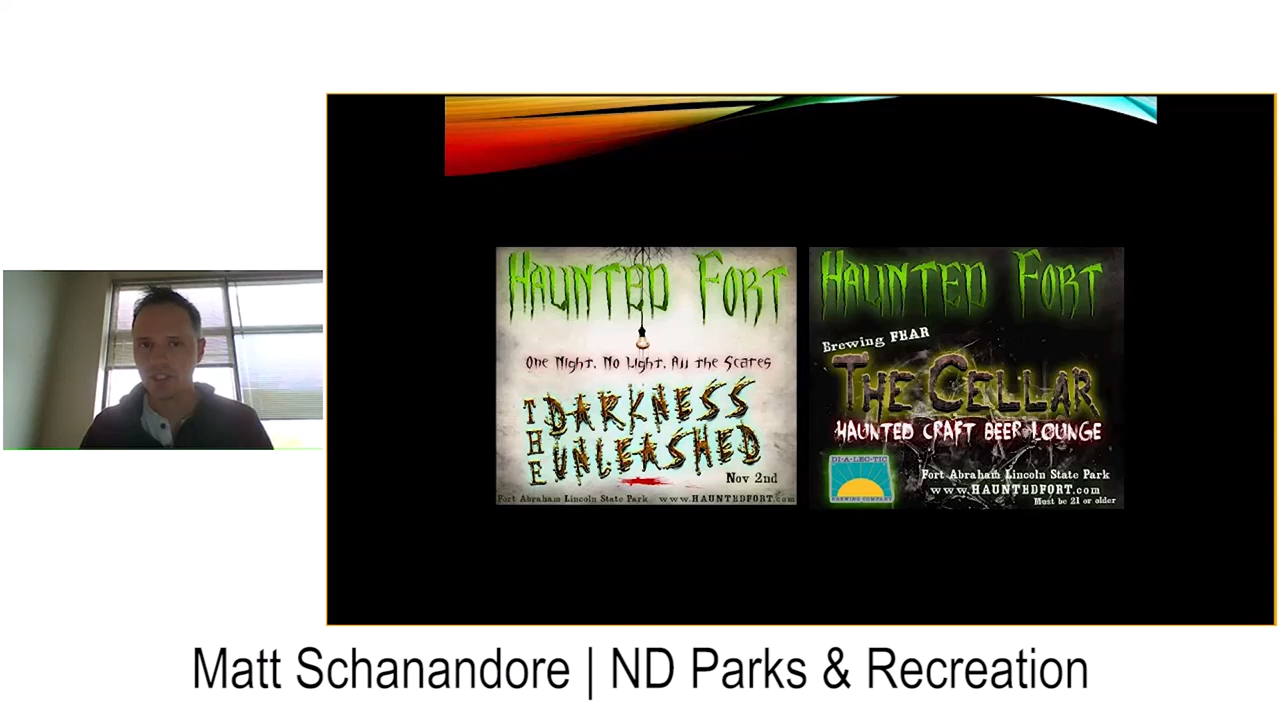 HAUNTED FORT
One Night. No Light. All the Scares
THE DARKNESS
UNLEASHED
Nov 2nd
Fort Abraham Lincoln State Park www.HAUNTEDFORT.com
HAUNTED FORT
Brewing FEAR
THE CELLAR
HAUNTED CRAFT BEER LOUNGE
DI·A·LEC·TIC
BREWING COMPANY
Fort Abraham Lincoln State Park
www.HAUNTEDFORT.com
Must be 21 or older
Matt Schanandore | ND Parks & Recreation